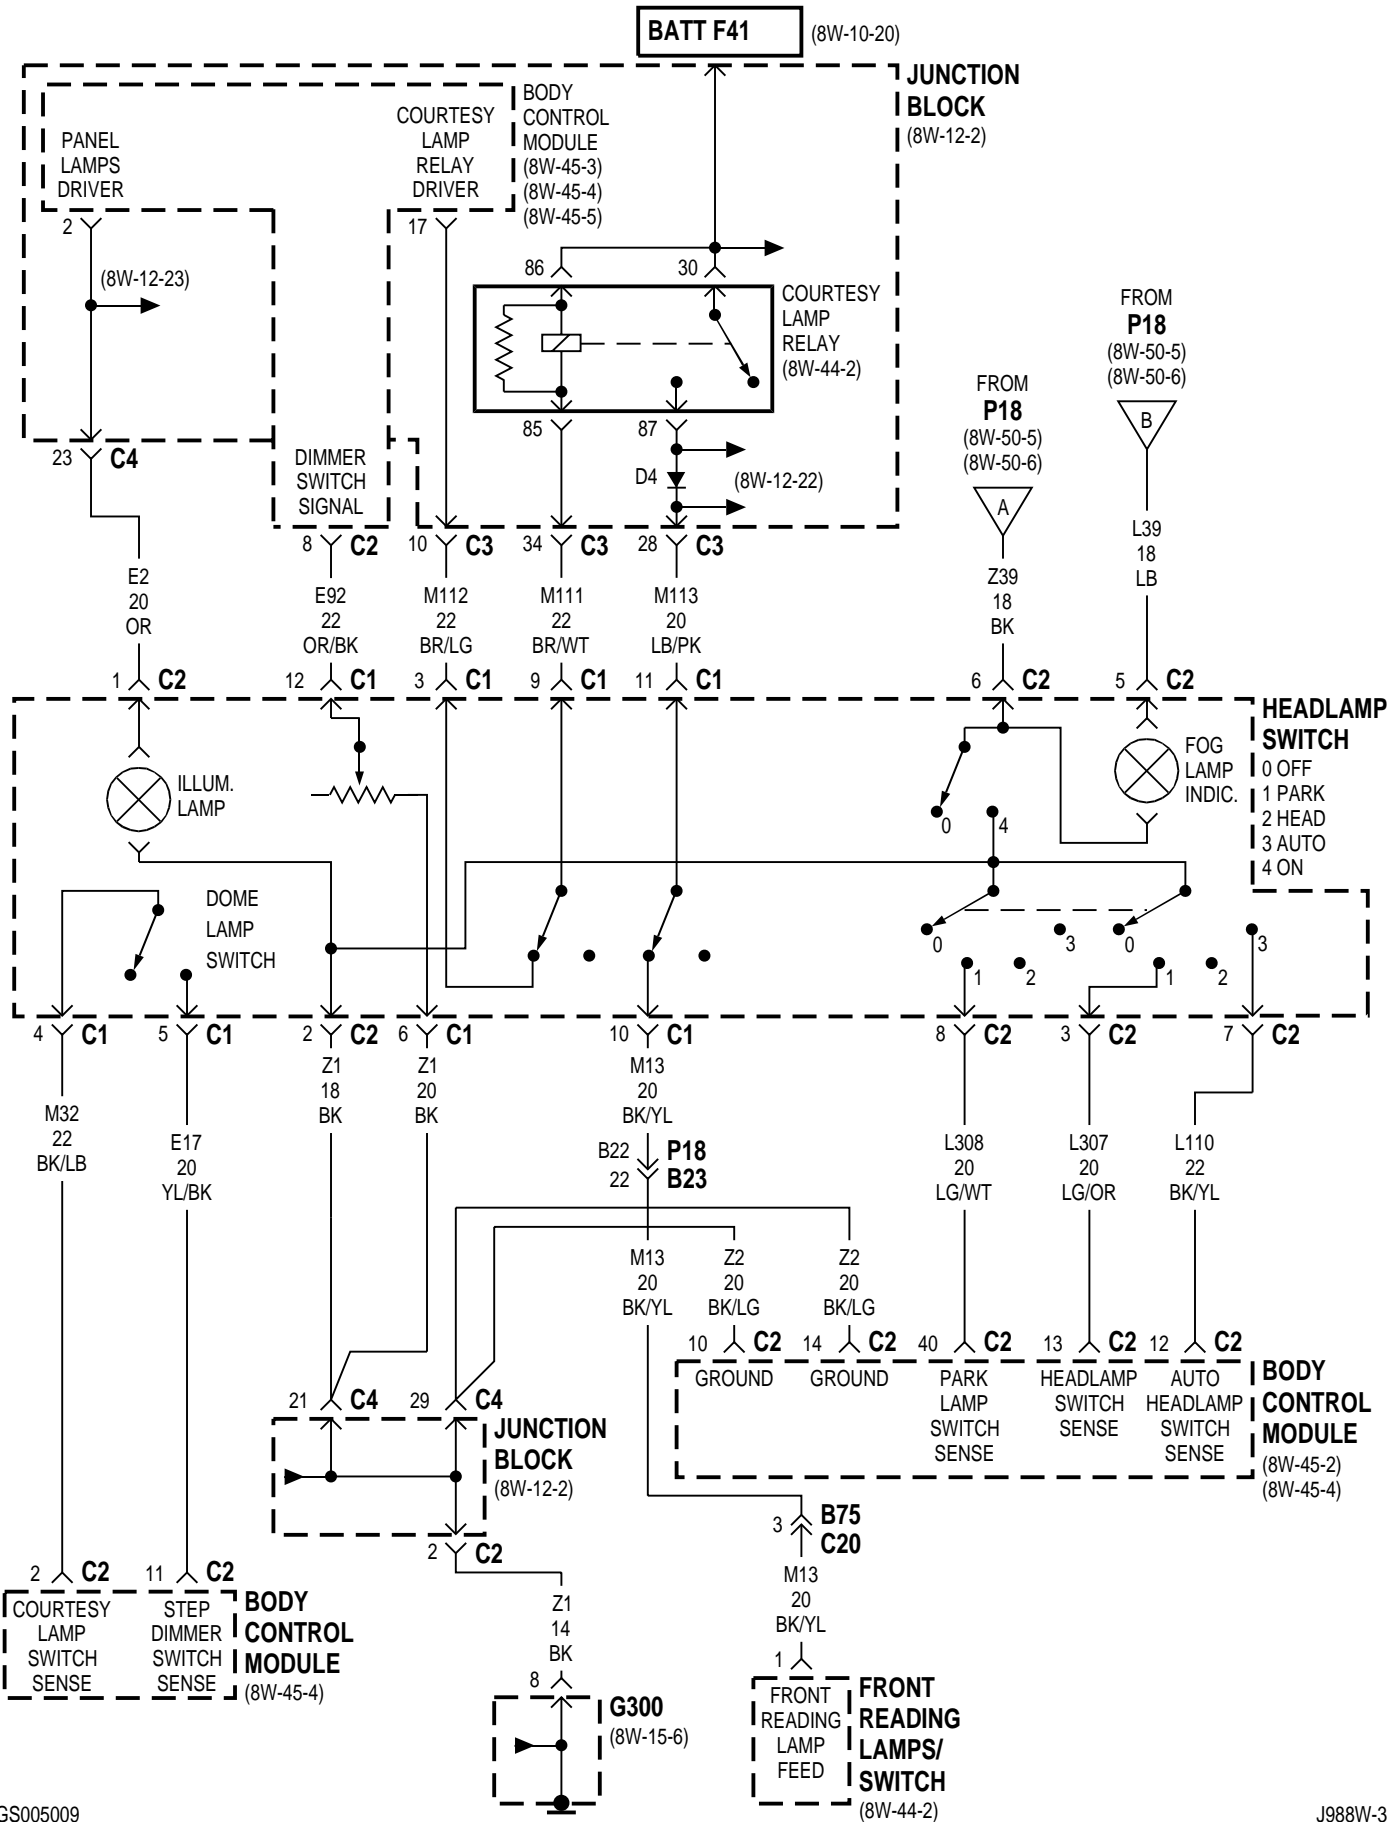 BATT F41
(8W-10-20)
JUNCTION
BLOCK
(8W-12-2)
BODY
CONTROL
MODULE
(8W-45-3)
(8W-45-4)
(8W-45-5)
PANEL
LAMPS
DRIVER
COURTESY
LAMP
RELAY
DRIVER
2
17
(8W-12-23)
86
30
COURTESY
LAMP
RELAY
(8W-44-2)
85
87
D4
(8W-12-22)
FROM
P18
(8W-50-5)
(8W-50-6)
A
FROM
P18
(8W-50-5)
(8W-50-6)
B
23 C4
DIMMER
SWITCH
SIGNAL
8 C2
10 C3
34 C3
28 C3
E2
20
OR
E92
22
OR/BK
M112
22
BR/LG
M111
22
BR/WT
M113
20
LB/PK
Z39
18
BK
L39
18
LB
1 C2
12 C1
3 C1
9 C1
11 C1
6 C2
5 C2
HEADLAMP
SWITCH
0 OFF
1 PARK
2 HEAD
3 AUTO
4 ON
ILLUM.
LAMP
FOG
LAMP
INDIC.
0
4
DOME
LAMP
SWITCH
0
1
2
3
0
1
2
3
4 C1
5 C1
2 C2
6 C1
10 C1
8 C2
3 C2
7 C2
M32
22
BK/LB
E17
20
YL/BK
Z1
18
BK
Z1
20
BK
M13
20
BK/YL
B22 P18
22 B23
L308
20
LG/WT
L307
20
LG/OR
L110
22
BK/YL
M13
20
BK/YL
Z2
20
BK/LG
Z2
20
BK/LG
10 C2
14 C2
40 C2
13 C2
12 C2
GROUND
GROUND
PARK
LAMP
SWITCH
SENSE
HEADLAMP
SWITCH
SENSE
AUTO
HEADLAMP
SWITCH
SENSE
BODY
CONTROL
MODULE
(8W-45-2)
(8W-45-4)
21 C4
29 C4
JUNCTION
BLOCK
(8W-12-2)
2 C2
3
B75
C20
M13
20
BK/YL
1
2 C2
11 C2
COURTESY
LAMP
SWITCH
SENSE
STEP
DIMMER
SWITCH
SENSE
BODY
CONTROL
MODULE
(8W-45-4)
Z1
14
BK
8
G300
(8W-15-6)
FRONT
READING
LAMP
FEED
FRONT
READING
LAMPS/
SWITCH
(8W-44-2)
GS005009
J988W-3